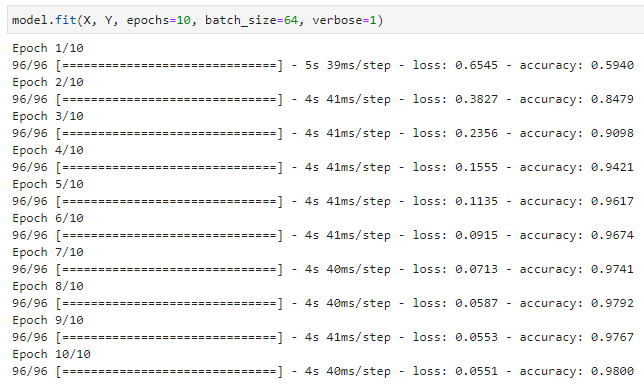 model.fit(X, Y, epochs=10, batch_size=64, verbose=1)
Epoch 1/10
96/96 [==============================] - 5s 39ms/step - loss: 0.6545 - accuracy: 0.5940
Epoch 2/10
96/96 [==============================] - 4s 41ms/step - loss: 0.3827 - accuracy: 0.8479
Epoch 3/10
96/96 [==============================] - 4s 41ms/step - loss: 0.2356 - accuracy: 0.9098
Epoch 4/10
96/96 [==============================] - 4s 41ms/step - loss: 0.1555 - accuracy: 0.9421
Epoch 5/10
96/96 [==============================] - 4s 41ms/step - loss: 0.1135 - accuracy: 0.9617
Epoch 6/10
96/96 [==============================] - 4s 41ms/step - loss: 0.0915 - accuracy: 0.9674
Epoch 7/10
96/96 [==============================] - 4s 40ms/step - loss: 0.0713 - accuracy: 0.9741
Epoch 8/10
96/96 [==============================] - 4s 40ms/step - loss: 0.0587 - accuracy: 0.9792
Epoch 9/10
96/96 [==============================] - 4s 41ms/step - loss: 0.0553 - accuracy: 0.9767
Epoch 10/10
96/96 [==============================] - 4s 40ms/step - loss: 0.0551 - accuracy: 0.9800